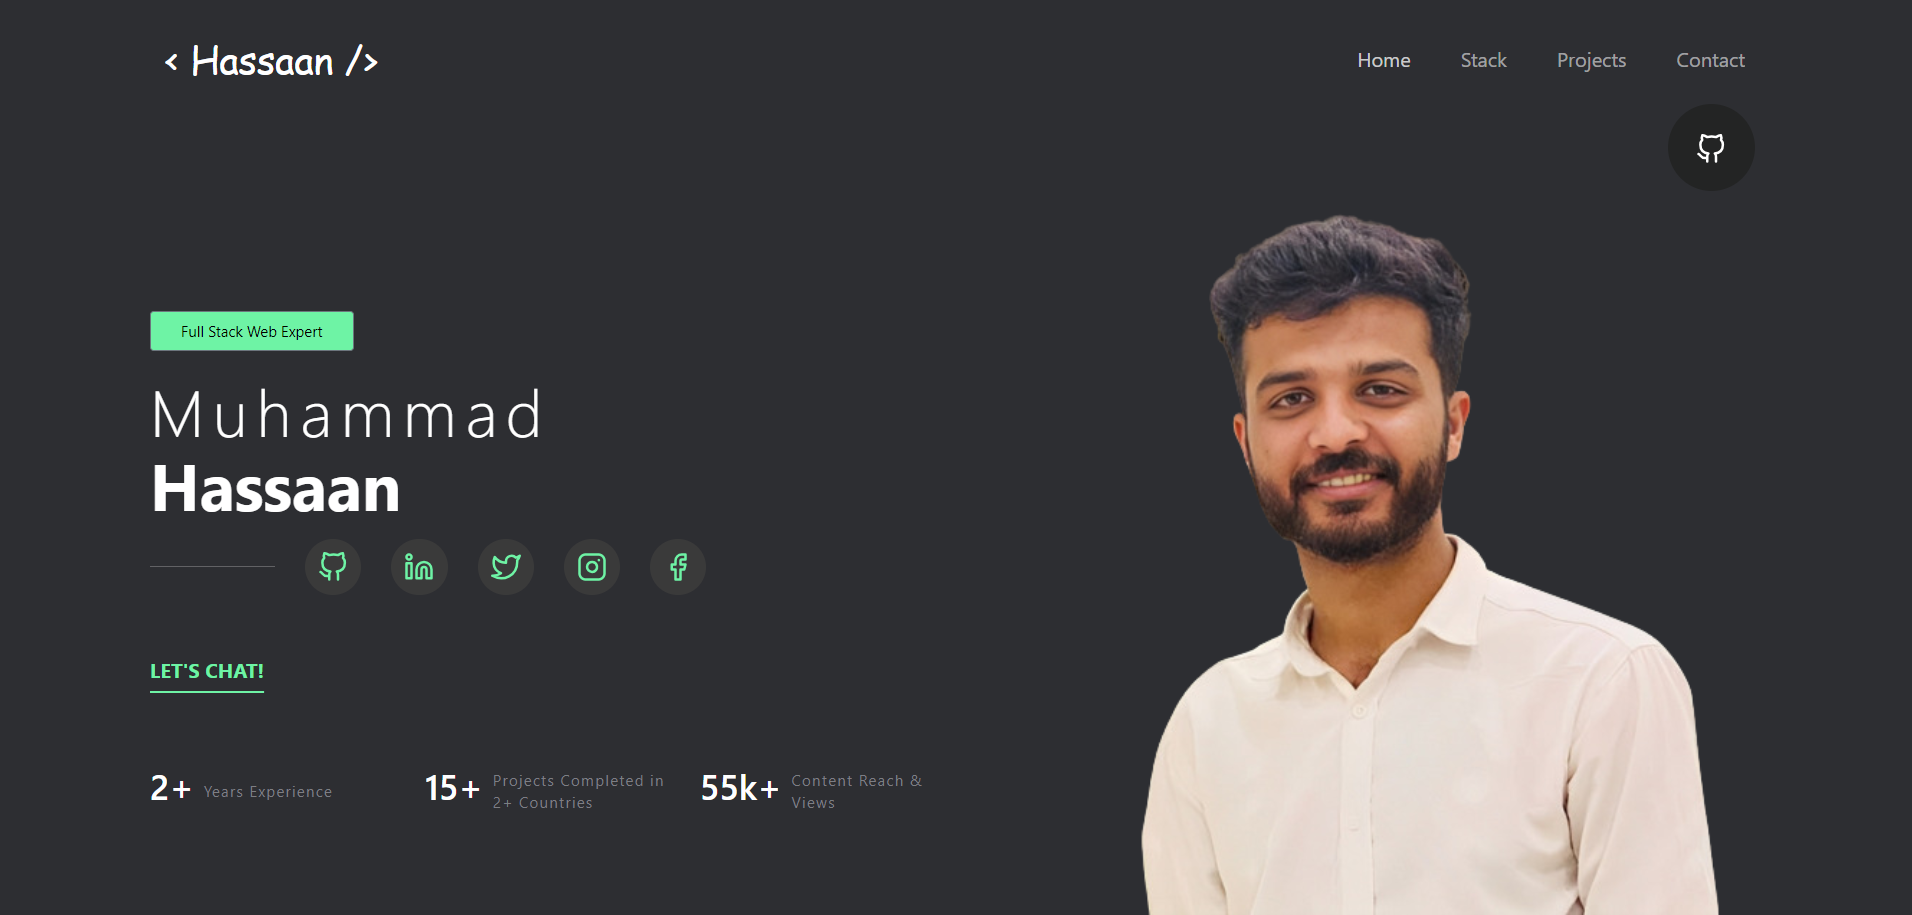 < Hassaan />
Home Stack Projects Contact
Full Stack Web Expert
Muhammad
Hassaan
LET'S CHAT!
2+ Years Experience
15+ Projects Completed in
2+ Countries
55k+ Content Reach &
Views